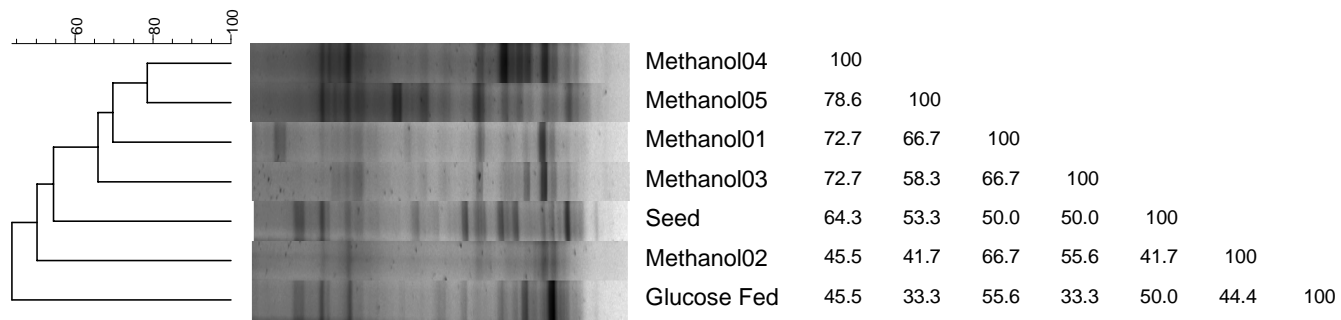 60 80 100
Methanol04 100
Methanol05 78.6 100
Methanol01 72.7 66.7 100
Methanol03 72.7 58.3 66.7 100
Seed 64.3 53.3 50.0 50.0 100
Methanol02 45.5 41.7 66.7 55.6 41.7 100
Glucose Fed 45.5 33.3 55.6 33.3 50.0 44.4 100